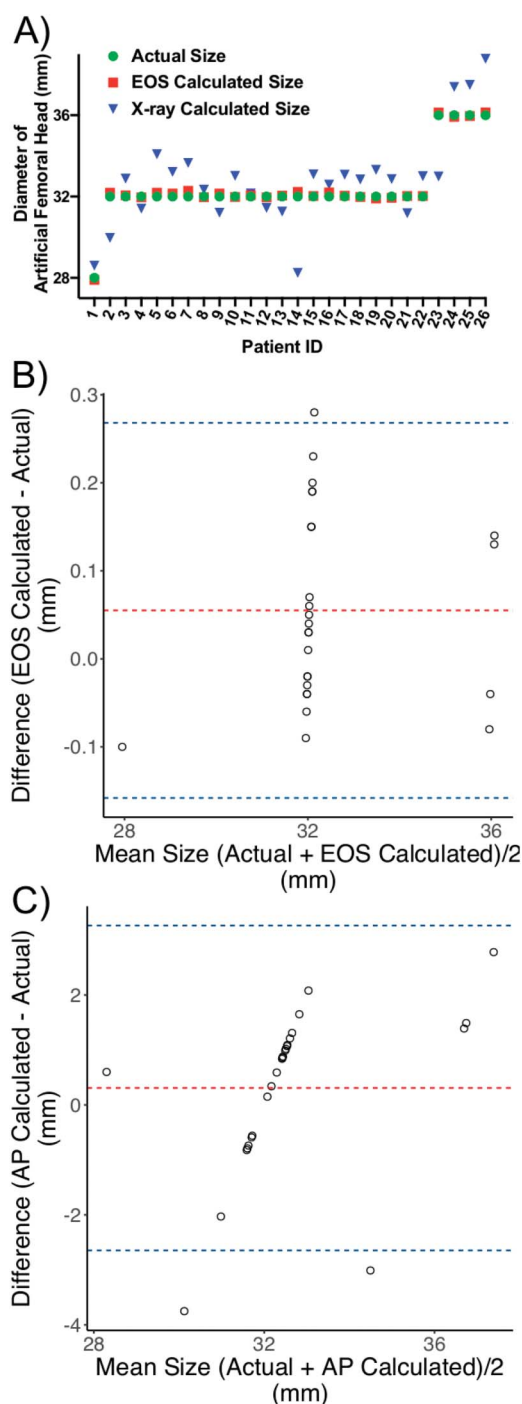 A)
Actual Size
EOS Calculated Size
X-ray Calculated Size
Diameter of
Artificial Femoral Head (mm)
36
32
28
1 2 3 4 5 6 7 8 9 10 11 12 13 14 15 16 17 18 19 20 21 22 23 24 25 26
Patient ID
B)
Difference (EOS Calculated - Actual)
(mm)
0.3
0.2
0.1
0.0
-0.1
28 32 36
Mean Size (Actual + EOS Calculated)/2
(mm)
C)
Difference (AP Calculated - Actual)
(mm)
2
0
-2
-4
28 32 36
Mean Size (Actual + AP Calculated)/2
(mm)